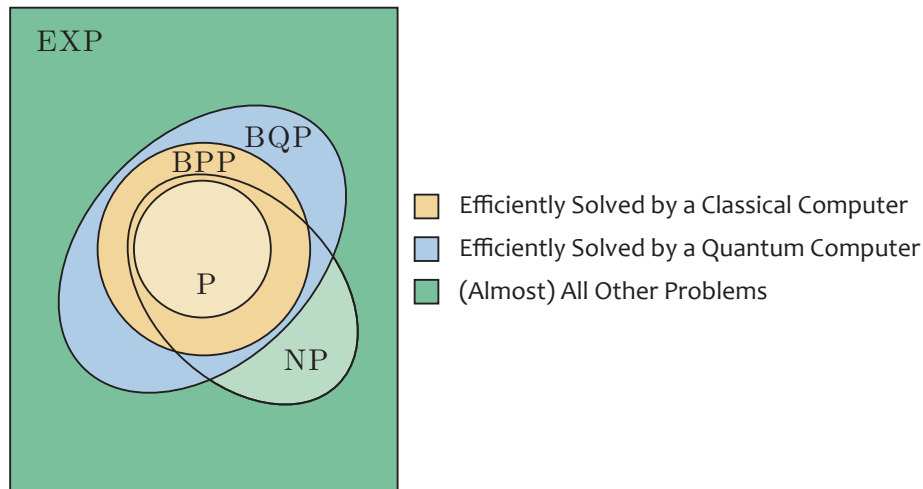 EXP
BQP
BPP
P
NP
Efficiently Solved by a Classical Computer
Efficiently Solved by a Quantum Computer
(Almost) All Other Problems